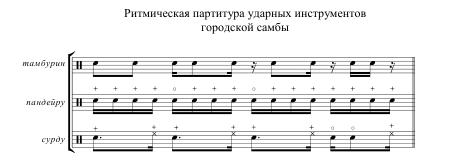 Ритмическая партитура ударных инструментов
городской самбы
тамбурин
пандейру
сурду